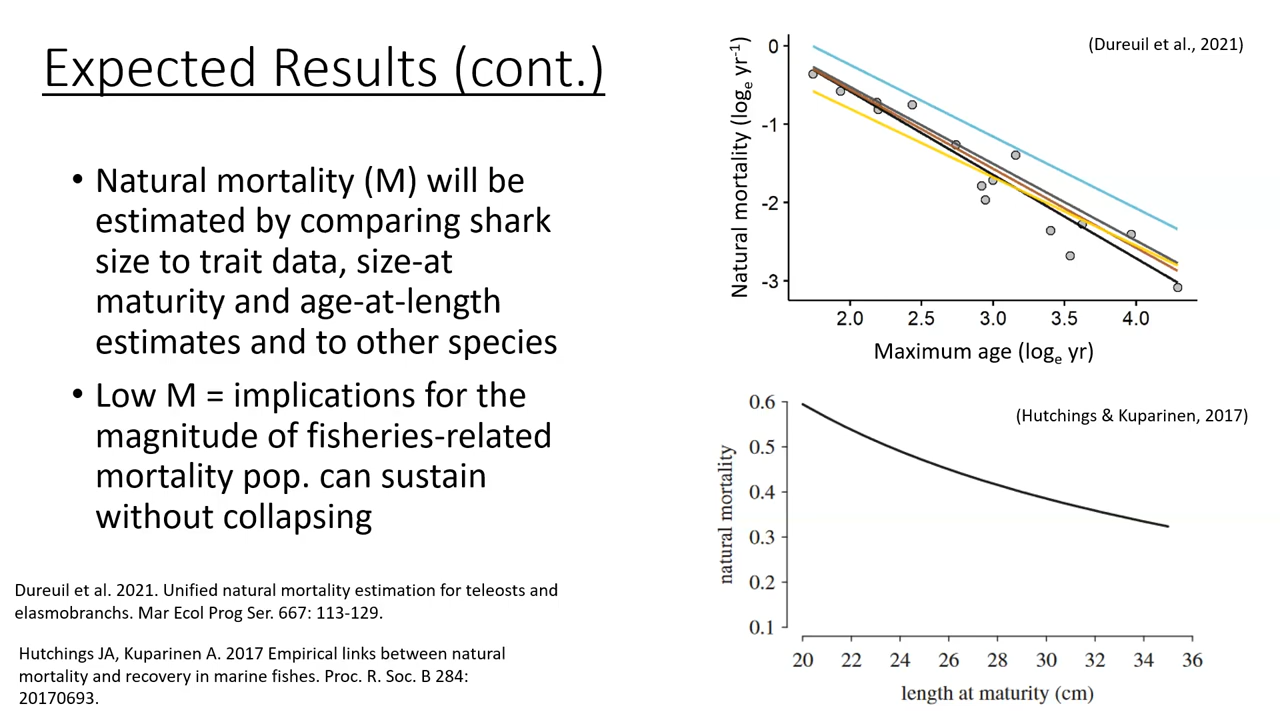 Expected Results (cont.)
• Natural mortality (M) will be
estimated by comparing shark
size to trait data, size-at
maturity and age-at-length
estimates and to other species
• Low M = implications for the
magnitude of fisheries-related
mortality pop. can sustain
without collapsing
Dureuil et al. 2021. Unified natural mortality estimation for teleosts and
elasmobranchs. Mar Ecol Prog Ser. 667: 113-129.
Hutchings JA, Kuparinen A. 2017 Empirical links between natural
mortality and recovery in marine fishes. Proc. R. Soc. B 284:
20170693.
(Dureuil et al., 2021)
Natural mortality (logₑ yr⁻¹)
0
-1
-2
-3
2.0 2.5 3.0 3.5 4.0
Maximum age (logₑ yr)
(Hutchings & Kuparinen, 2017)
natural mortality
0.6
0.5
0.4
0.3
0.2
0.1
20 22 24 26 28 30 32 34 36
length at maturity (cm)